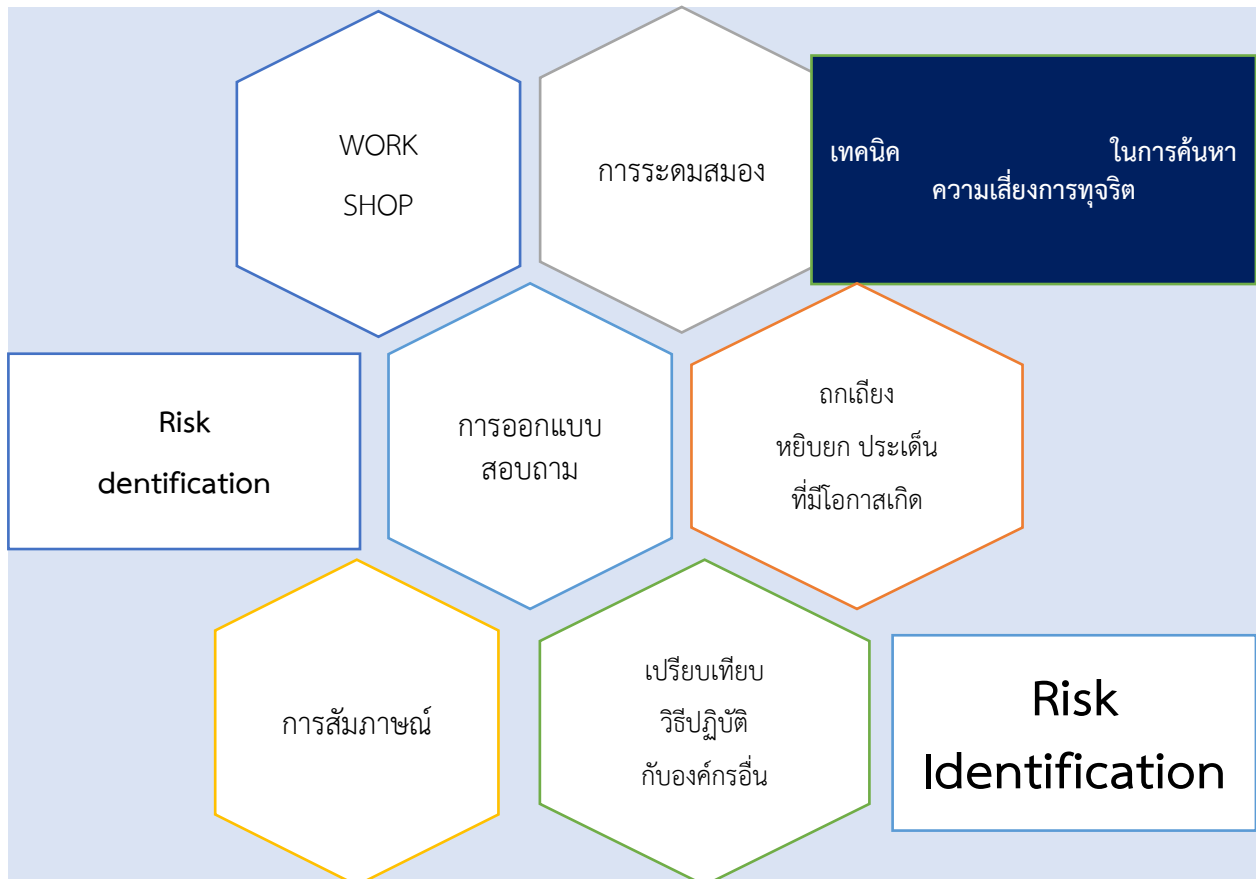 WORK
SHOP
การระดมสมอง
เทคนิค ในการค้นหา
ความเสี่ยงการทุจริต
Risk
dentification
การออกแบบ
สอบถาม
ถกเถียง
หยิบยก ประเด็น
ที่มีโอกาสเกิด
การสัมภาษณ์
เปรียบเทียบ
วิธีปฏิบัติ
กับองค์กรอื่น
Risk
Identification